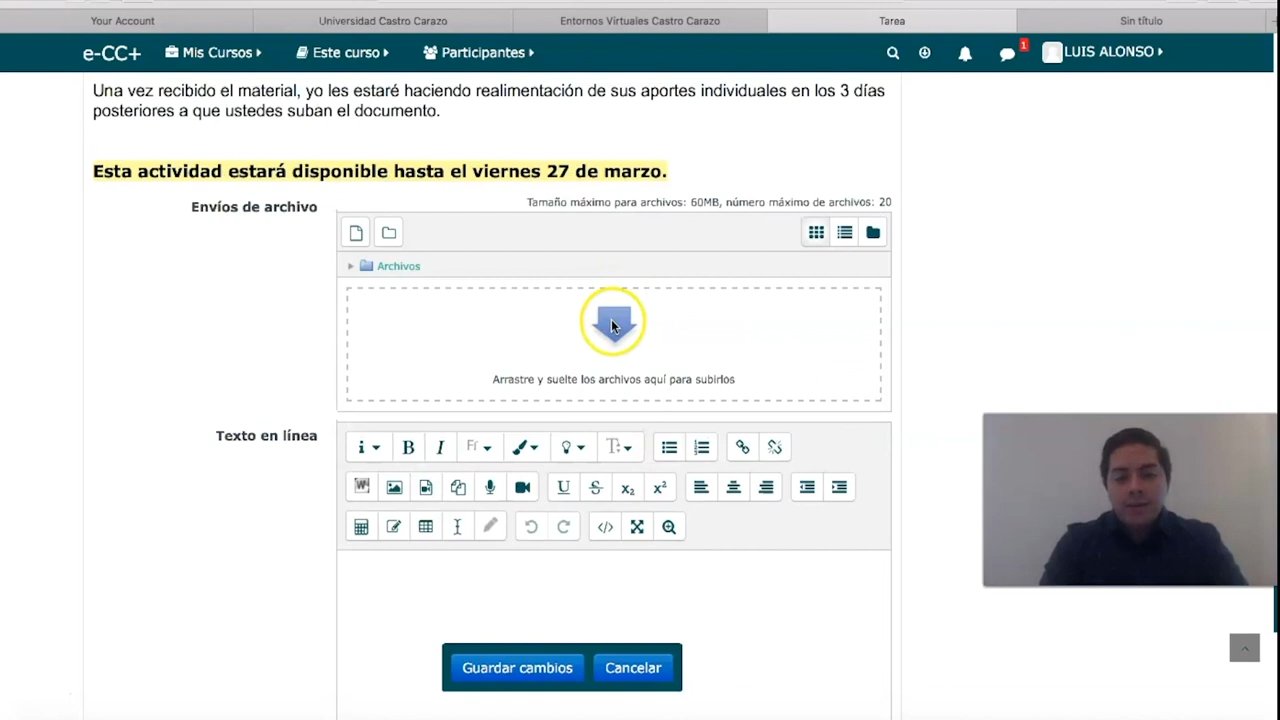 Your Account
Universidad Castro Carazo
Entornos Virtuales Castro Carazo
Tarea
Sin título
e-CC+
Mis Cursos
Este curso
Participantes
1
LUIS ALONSO
Una vez recibido el material, yo les estaré haciendo realimentación de sus aportes individuales en los 3 días
posteriores a que ustedes suban el documento.
Esta actividad estará disponible hasta el viernes 27 de marzo.
Envíos de archivo
Tamaño máximo para archivos: 60MB, número máximo de archivos: 20
Archivos
Arrastre y suelte los archivos aquí para subirlos
Texto en línea
Guardar cambios
Cancelar